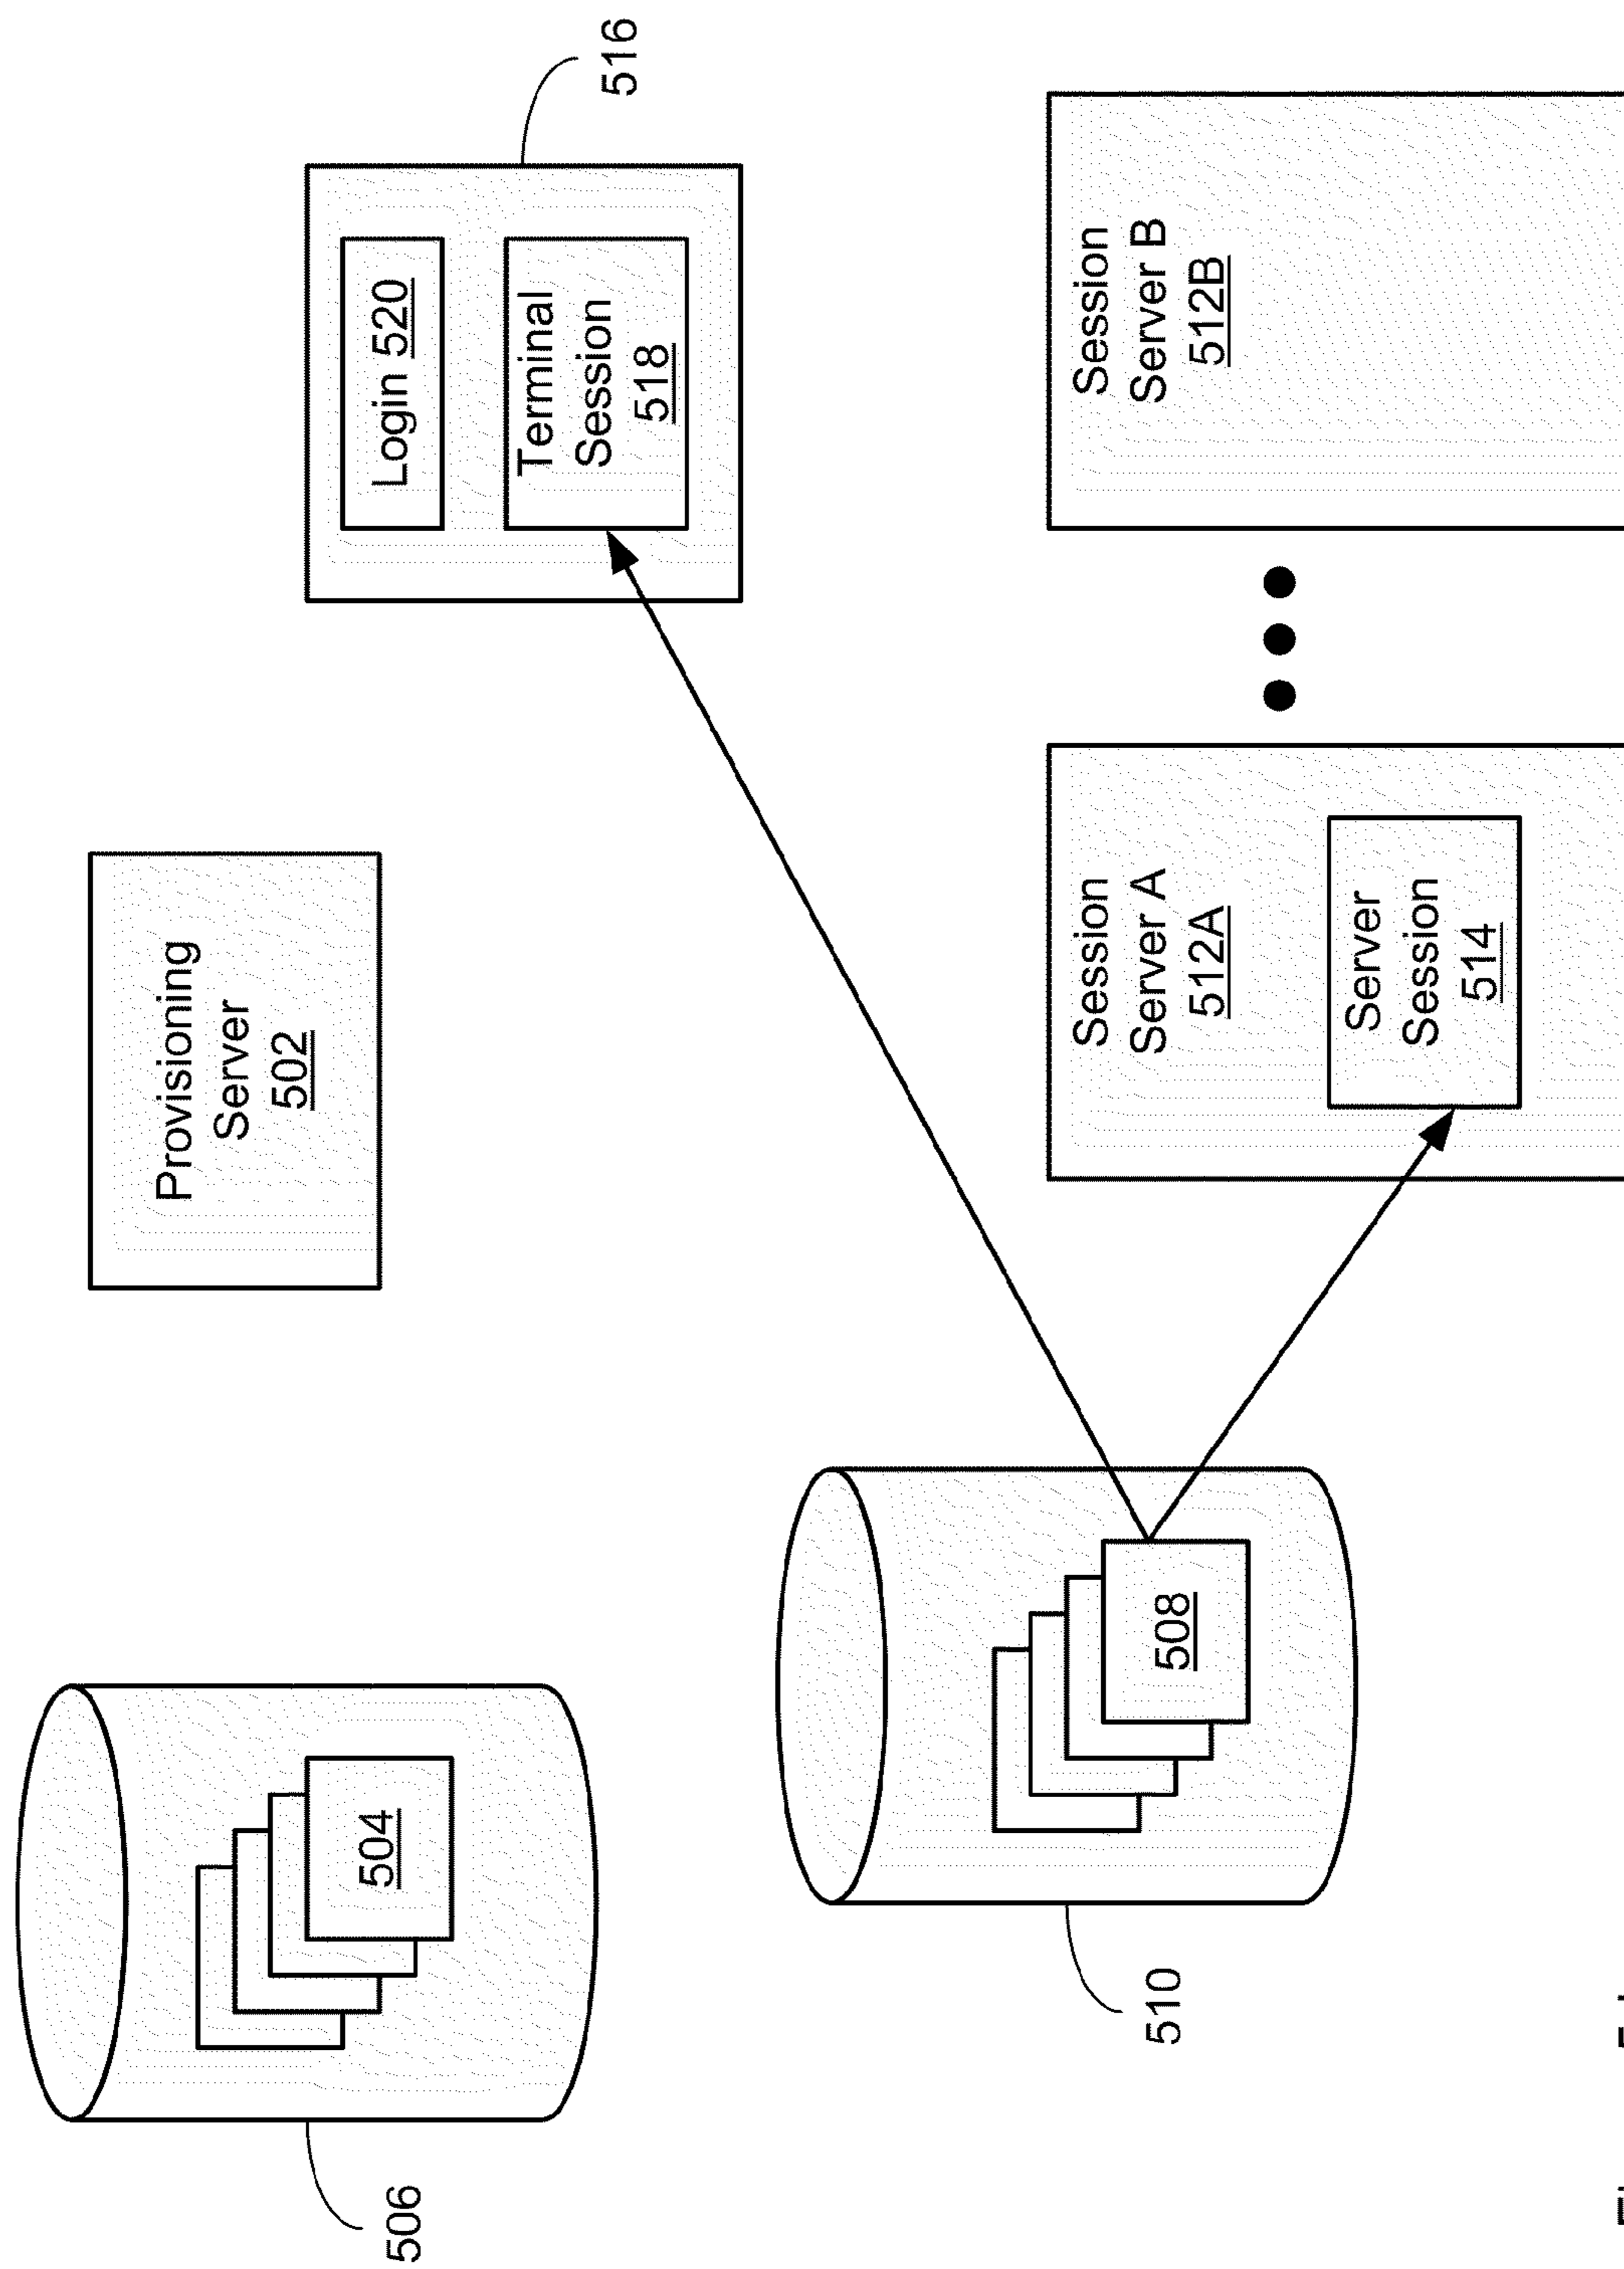 506
504
Provisioning
Server
502
Login 520
Terminal
Session
518
516
510
508
Session
Server A
512A
Server
Session
514
Session
Server B
512B